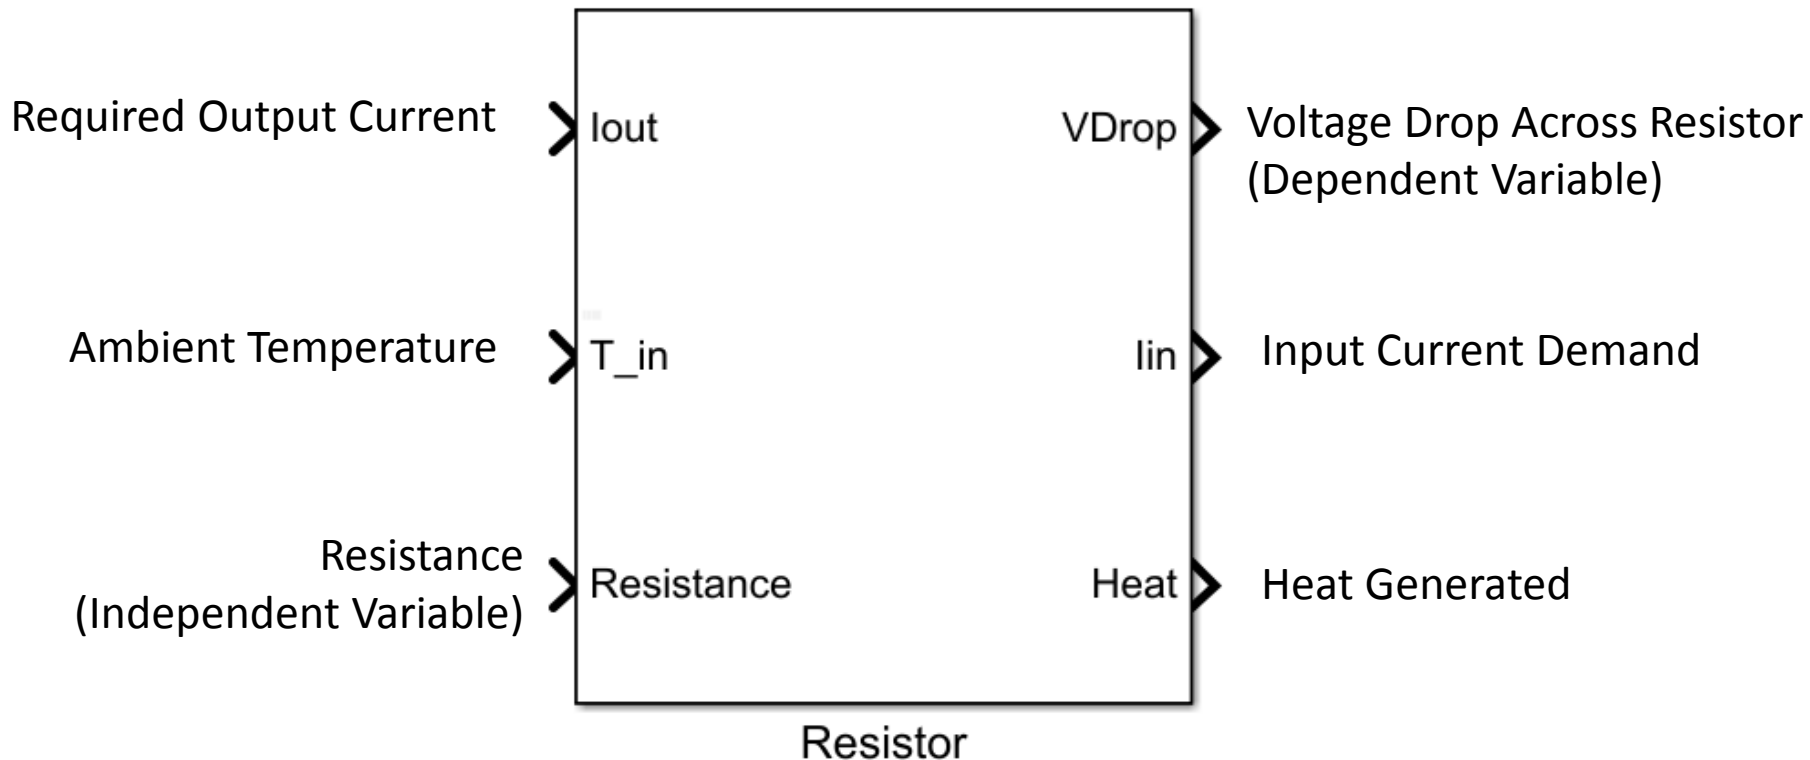 Required Output Current
Iout
VDrop
Voltage Drop Across Resistor
(Dependent Variable)
Ambient Temperature
T_in
Iin
Input Current Demand
Resistance
(Independent Variable)
Resistance
Heat
Heat Generated
Resistor